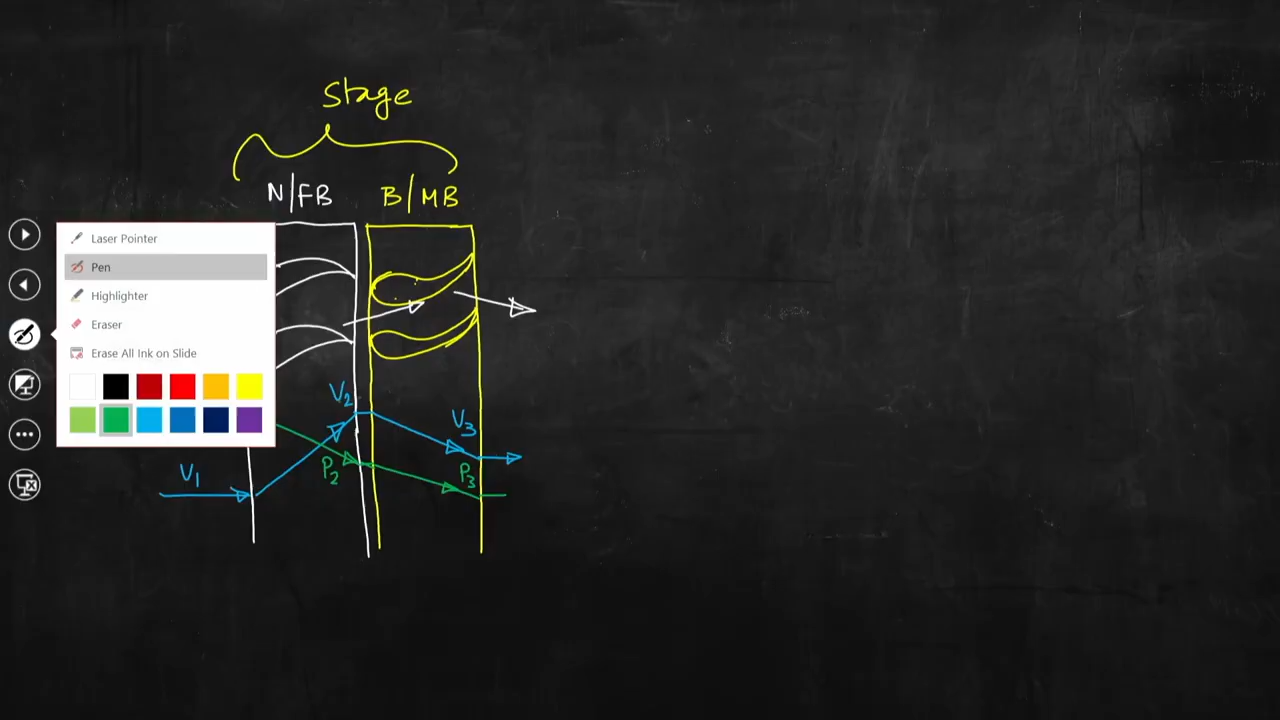 Stage
N/FB
B/MB
Laser Pointer
Pen
Highlighter
Eraser
Erase All Ink on Slide
V2
V3
V1
P2
P3